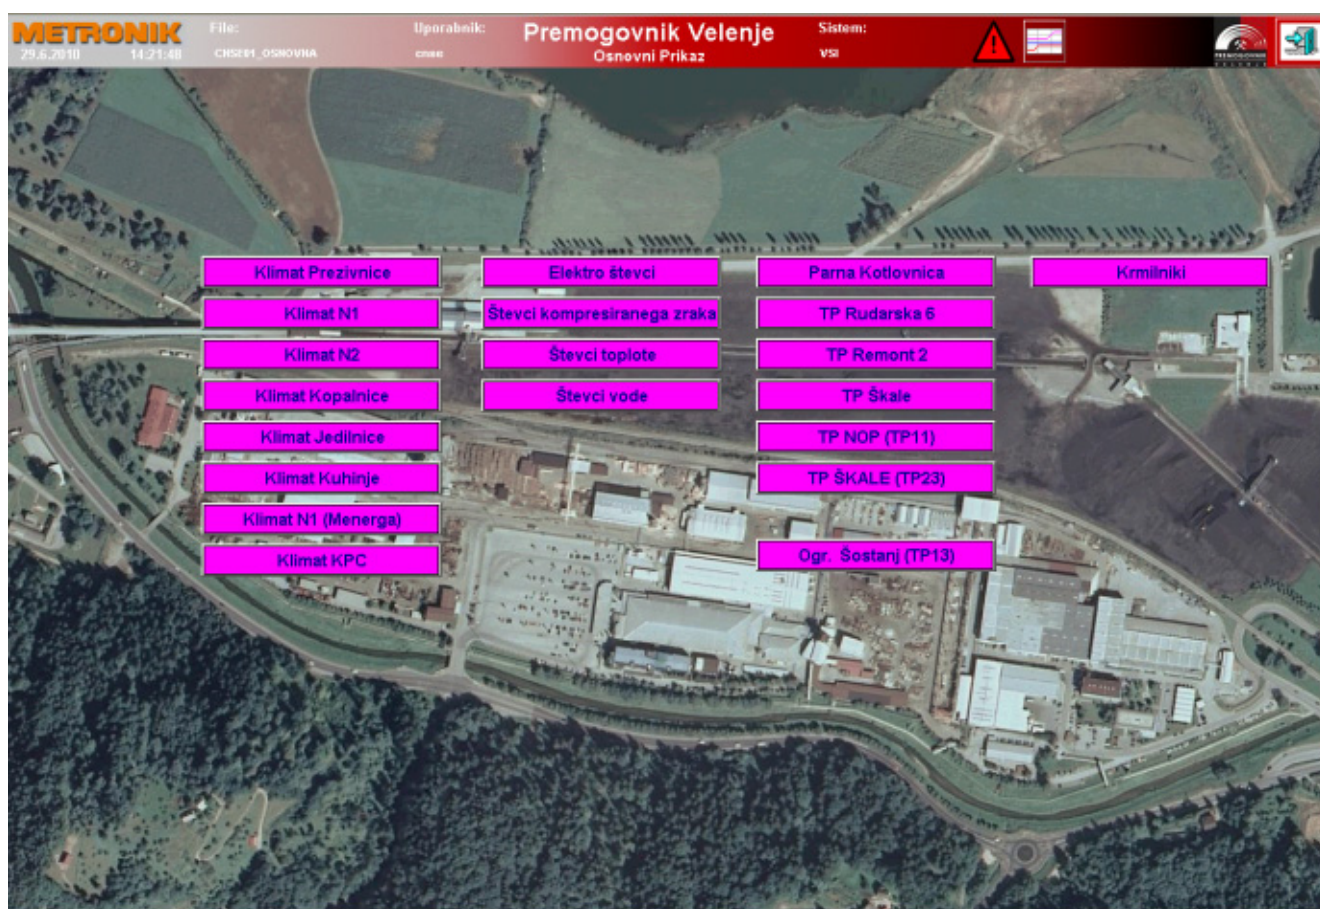 METRONIK
29.6.2010 14:21:48
File:
Uporabnik:
Premogovnik Velenje
Osnovni Prikaz
Sistem:
VSI
PREMOGOVNIK
VELENJE
Klimat Prezivnice
Klimat N1
Klimat N2
Klimat Kopalnice
Klimat Jedilnice
Klimat Kuhinje
Klimat N1 (Menerga)
Klimat KPC
Elektro števci
Števci kompresiranega zraka
Števci toplote
Števci vode
Parna Kotlovnica
TP Rudarska 6
TP Remont 2
TP Škale
TP NOP (TP11)
TP ŠKALE (TP23)
Ogr. Šostanj (TP13)
Krmilniki